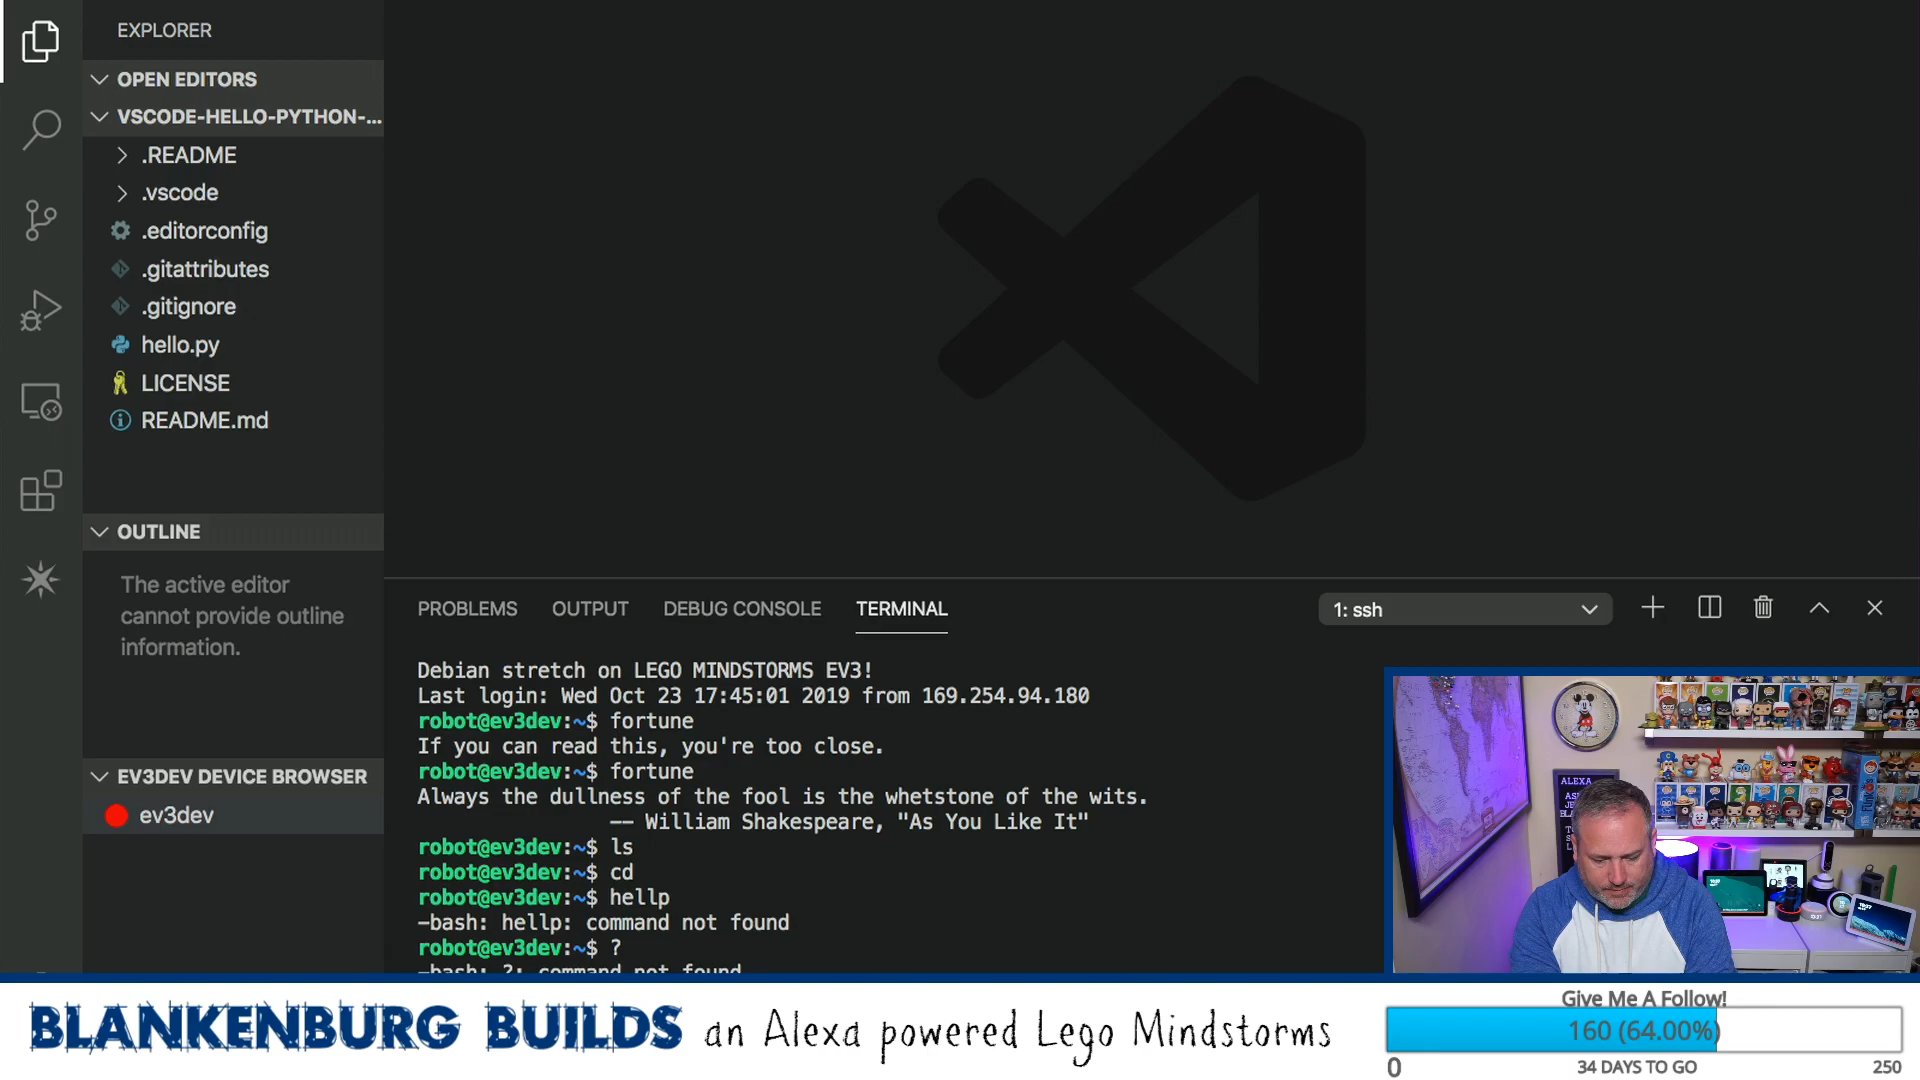 EXPLORER
OPEN EDITORS
VSCODE-HELLO-PYTHON-...
.README
.vscode
.editorconfig
.gitattributes
.gitignore
hello.py
LICENSE
README.md
OUTLINE
The active editor
cannot provide outline
information.
EV3DEV DEVICE BROWSER
ev3dev
PROBLEMS OUTPUT DEBUG CONSOLE TERMINAL
1: ssh
Debian stretch on LEGO MINDSTORMS EV3!
Last login: Wed Oct 23 17:45:01 2019 from 169.254.94.180
robot@ev3dev:~$ fortune
If you can read this, you're too close.
robot@ev3dev:~$ fortune
Always the dullness of the fool is the whetstone of the wits.
-- William Shakespeare, "As You Like It"
robot@ev3dev:~$ ls
robot@ev3dev:~$ cd
robot@ev3dev:~$ hellp
-bash: hellp: command not found
robot@ev3dev:~$ ?
-bash: ?: command not found
ALEXA
BLANKENBURG BUILDS an Alexa powered Lego Mindstorms
Give Me A Follow!
160 (64.00%)
0 34 DAYS TO GO 250